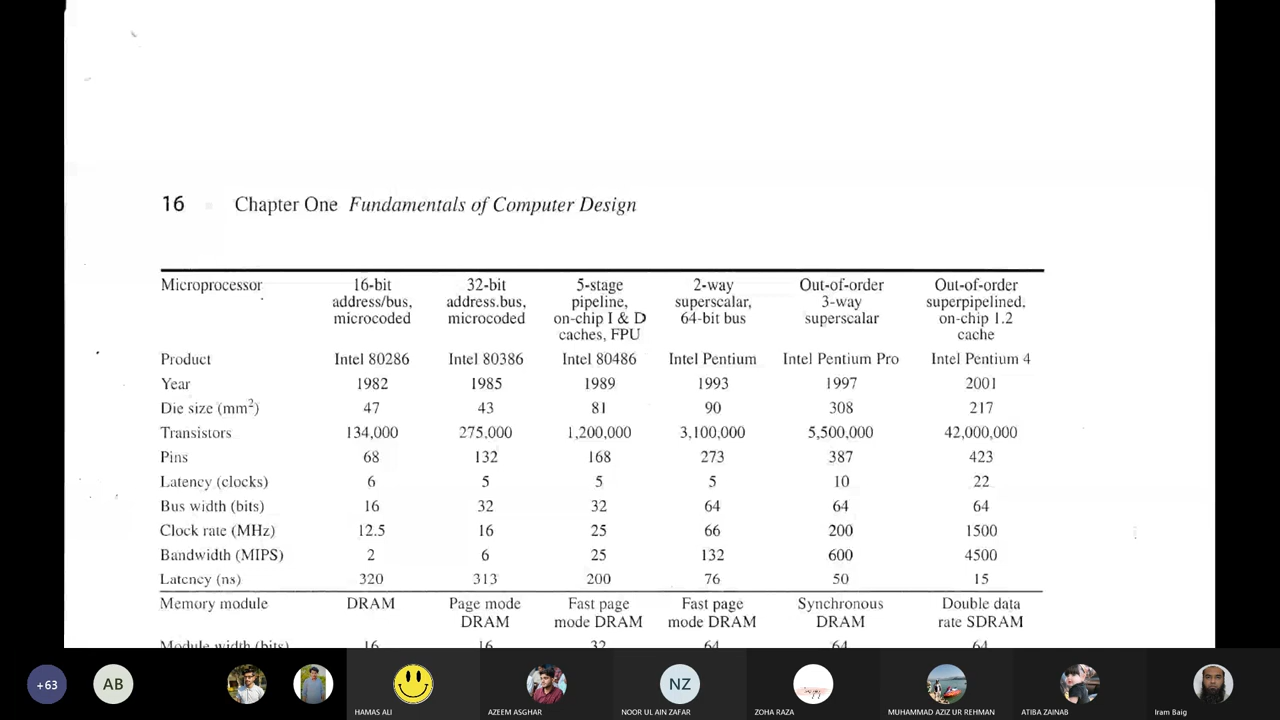 16 Chapter One Fundamentals of Computer Design
Microprocessor 16-bit address/bus, microcoded 32-bit address.bus, microcoded 5-stage pipeline, on-chip I & D caches, FPU 2-way superscalar, 64-bit bus Out-of-order 3-way superscalar Out-of-order superpipelined. on-chip 1.2 cache
Product Intel 80286 Intel 80386 Intel 80486 Intel Pentium Intel Pentium Pro Intel Pentium 4
Year 1982 1985 1989 1993 1997 2001
Die size (mm²) 47 43 81 90 308 217
Transistors 134,000 275,000 1,200,000 3,100,000 5,500,000 42,000,000
Pins 68 132 168 273 387 423
Latency (clocks) 6 5 5 5 10 22
Bus width (bits) 16 32 32 64 64 64
Clock rate (MHz) 12.5 16 25 66 200 1500
Bandwidth (MIPS) 2 6 25 132 600 4500
Latency (ns) 320 313 200 76 50 15
Memory module DRAM Page mode DRAM Fast page mode DRAM Fast page mode DRAM Synchronous DRAM Double data rate SDRAM
Module width (bits) 16 16 32 64 64 64
+63 AB NZ
HAMAS ALI AZEEM ASGHAR NOOR UL AIN ZAFAR ZOHA RAZA MUHAMMAD AZIZ UR REHMAN ATIBA ZAINAB Iram Baig